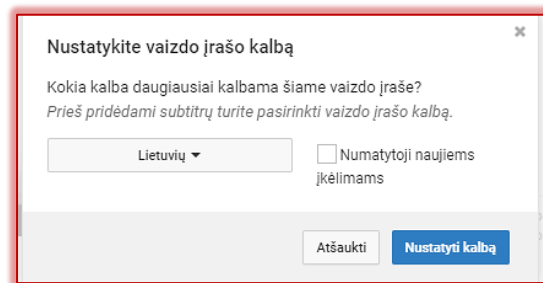 Nustatykite vaizdo įrašo kalbą
Kokia kalba daugiausiai kalbama šiame vaizdo įraše?
Prieš pridėdami subtitrų turite pasirinkti vaizdo įrašo kalbą.
Lietuvių
Numatytoji naujiems
įkėlimams
Atšaukti
Nustatyti kalbą